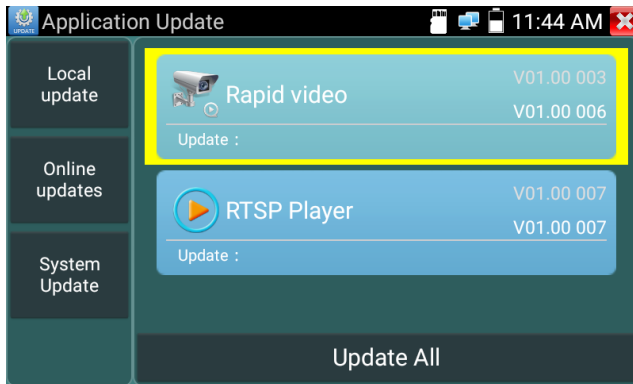 Application Update
11:44 AM
UPDATE
Local
update
Online
updates
System
Update
Rapid video
V01.00 003
V01.00 006
Update :
RTSP Player
V01.00 007
V01.00 007
Update :
Update All